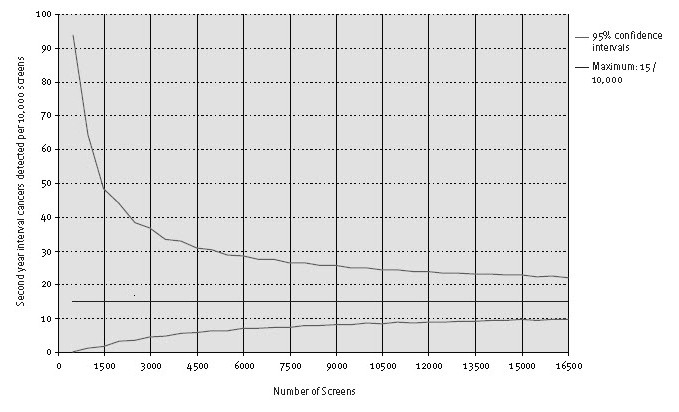 100
90
80
70
60
50
40
30
20
10
0
Second year interval cancers detected per 10,000 screens
0 1500 3000 4500 6000 7500 9000 10500 12000 13500 15000 16500
Number of Screens
95% confidence
intervals
Maximum: 15 /
10,000